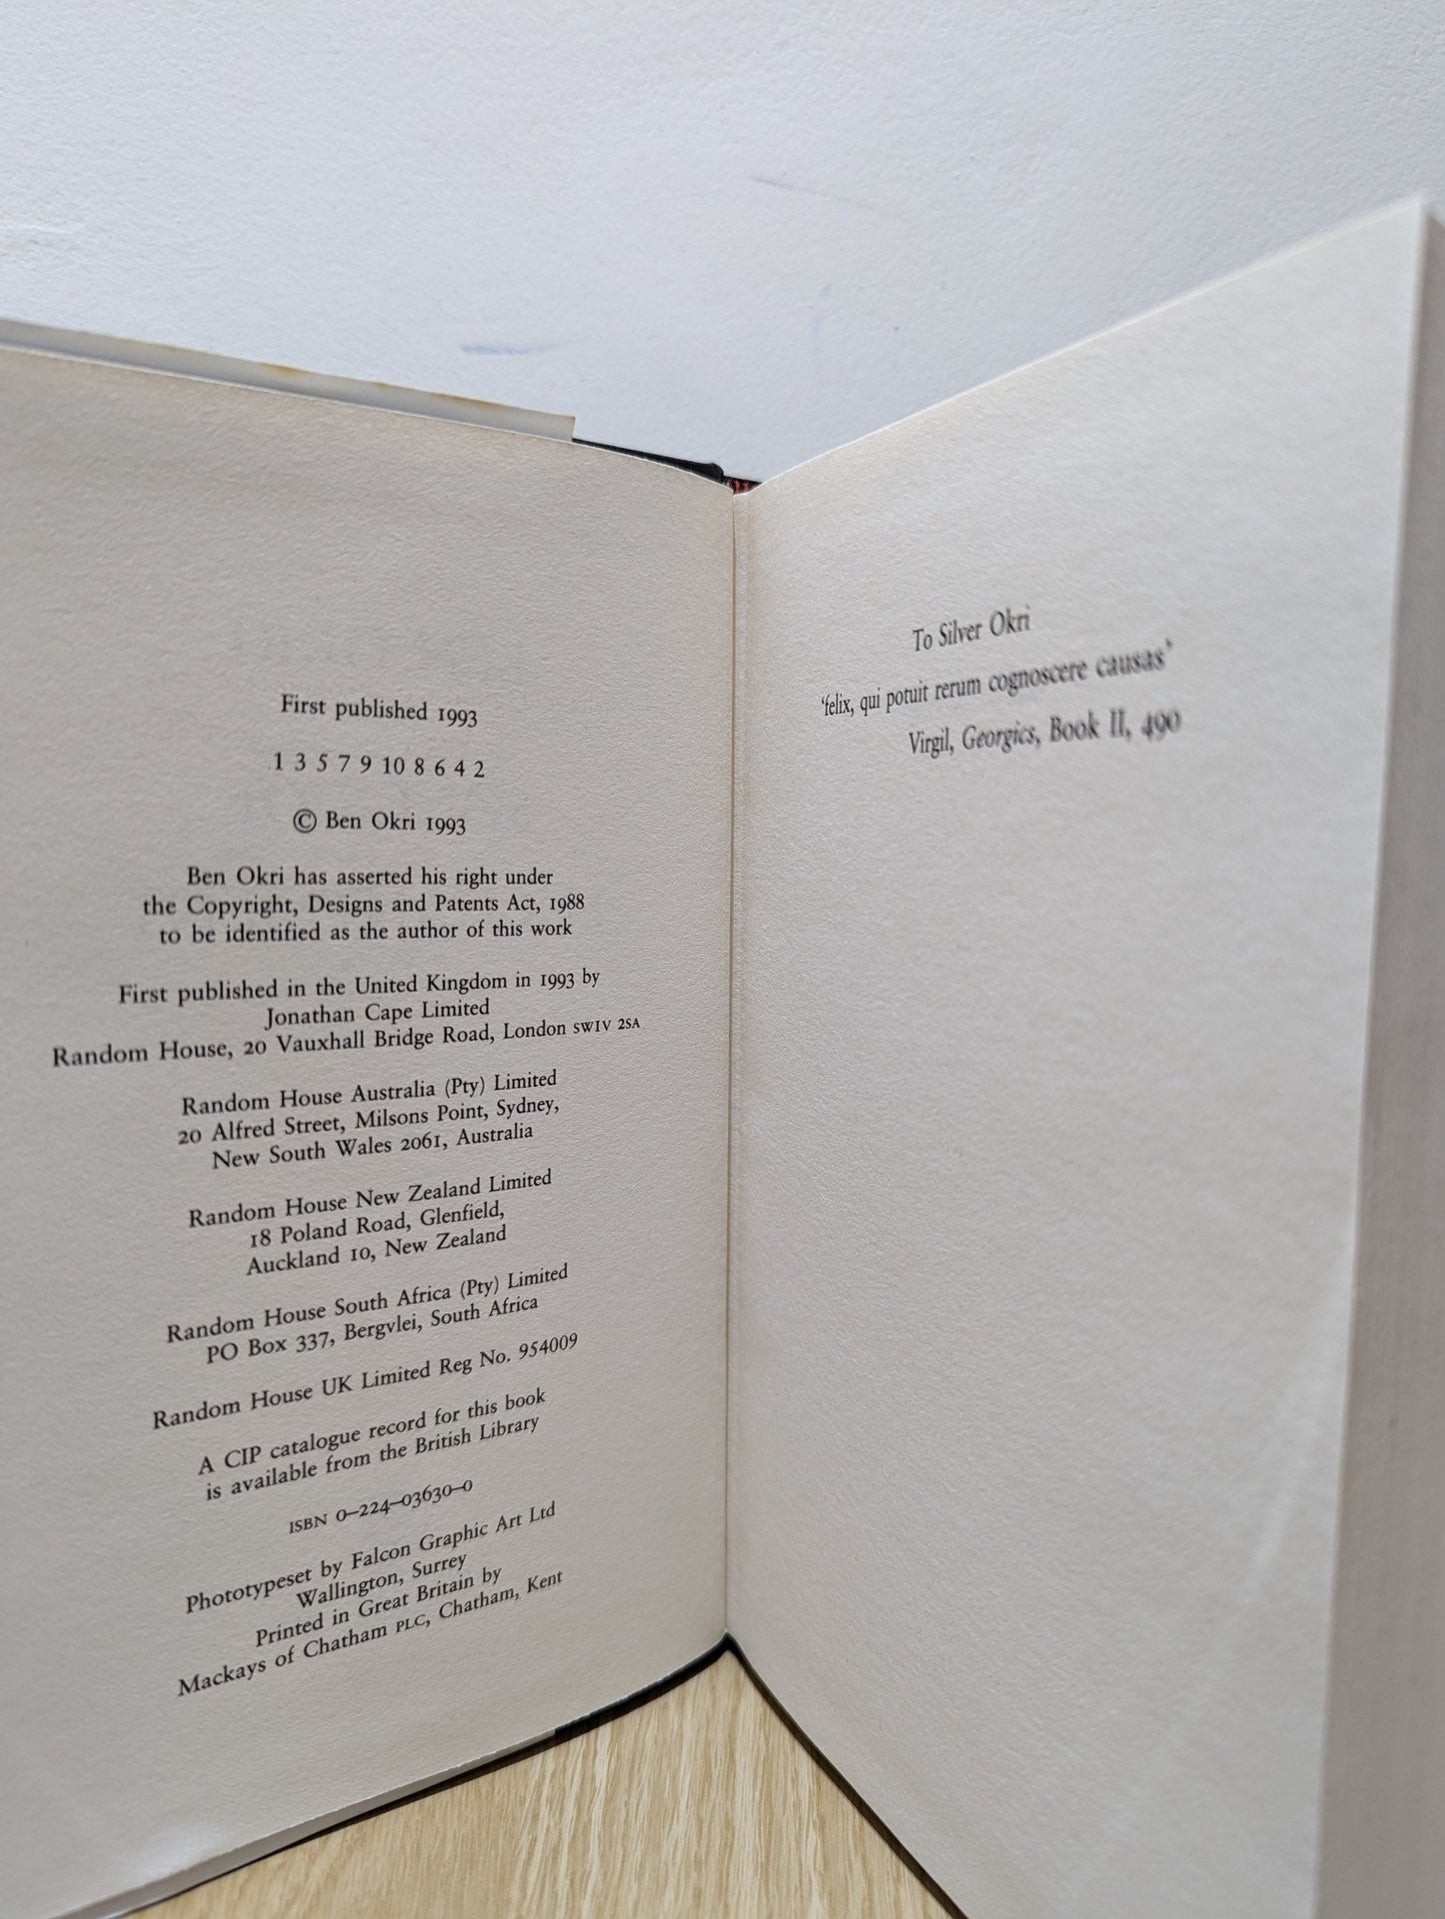 First published 1993
1 3 5 7 9 10 8 6 4 2
© Ben Okri 1993
Ben Okri has asserted his right under
the Copyright, Designs and Patents Act, 1988
to be identified as the author of this work
First published in the United Kingdom in 1993 by
Jonathan Cape Limited
Random House, 20 Vauxhall Bridge Road, London SW1V 2SA
Random House Australia (Pty) Limited
20 Alfred Street, Milsons Point, Sydney,
New South Wales 2061, Australia
Random House New Zealand Limited
18 Poland Road, Glenfield,
Auckland 10, New Zealand
Random House South Africa (Pty) Limited
PO Box 337, Bergvlei, South Africa
Random House UK Limited Reg No. 954009
A CIP catalogue record for this book
is available from the British Library
ISBN 0–224–03630–0
Phototypeset by Falcon Graphic Art Ltd
Wallington, Surrey
Printed in Great Britain by
Mackays of Chatham PLC, Chatham, Kent
To Silver Okri
‘felix, qui potuit rerum cognoscere causas’
Virgil, Georgics, Book II, 490